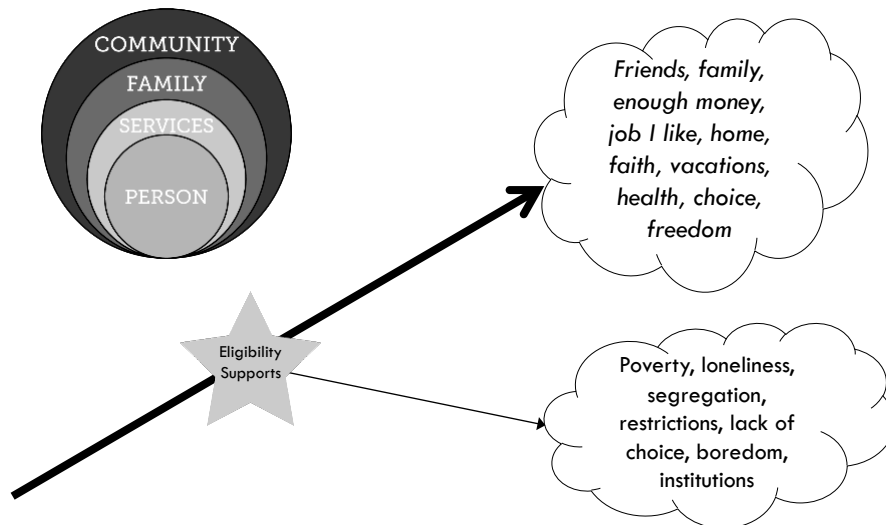 COMMUNITY
FAMILY
SERVICES
PERSON
Friends, family,
enough money,
job I like, home,
faith, vacations,
health, choice,
freedom
Eligibility
Supports
Poverty, loneliness,
segregation,
restrictions, lack of
choice, boredom,
institutions